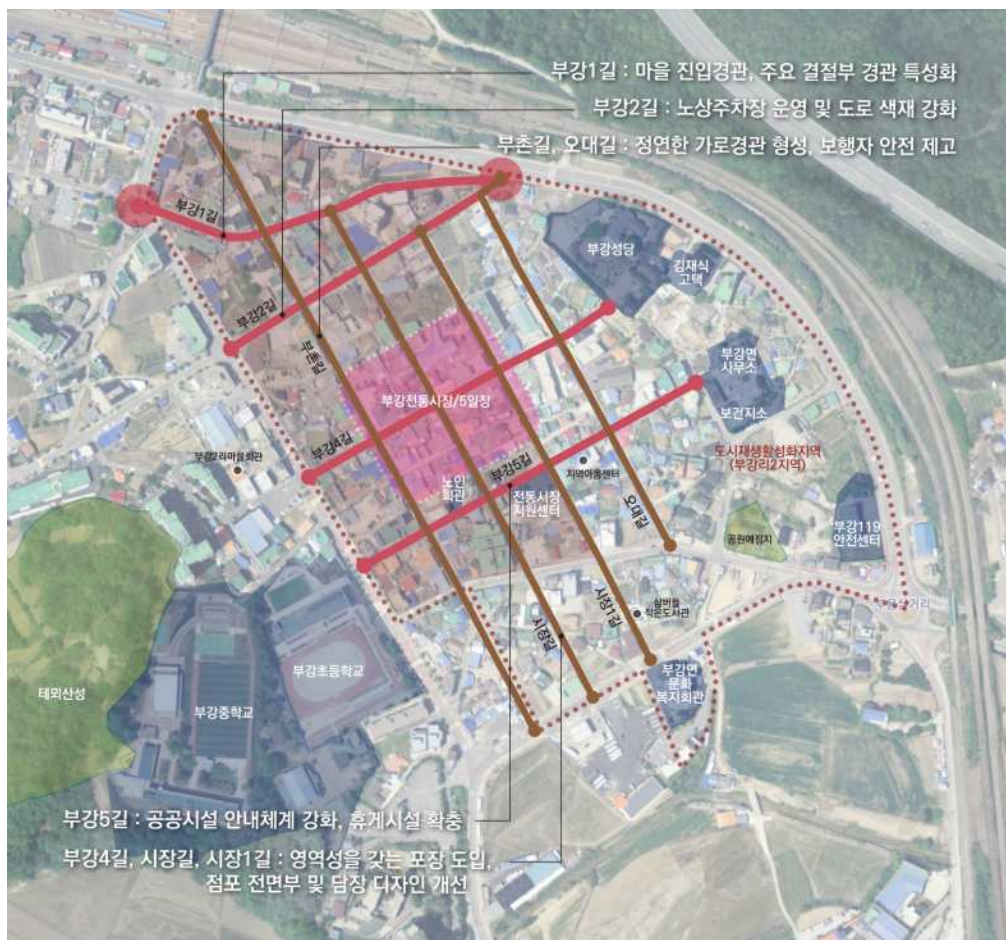 부강1길 : 마을 진입경관, 주요 결절부 경관 특성화
부강2길 : 노상주차장 운영 및 도로 색채 강화
부촌길, 오대길 : 정연한 가로경관 형성, 보행자 안전 제고
부강1길
부강성당
김재식
고택
부강2길
부촌길
부강면
사무소
보건지소
부강전통시장/5일장
부강4길
부강5길
도시재생활성화지역
(부강리2지역)
부강2리마을회관
노인
회관
지역아동센터
전통시장
지원센터
오대길
공원예정지
부강119
안전센터
시장1길
시장길
실버들
작은도서관
부강초등학교
부강면
문화
복지회관
테뫼산성
부강중학교
부강5길 : 공공시설 안내체계 강화, 휴게시설 확충
부강4길, 시장길, 시장1길 : 영역성을 갖는 포장 도입,
점포 전면부 및 담장 디자인 개선